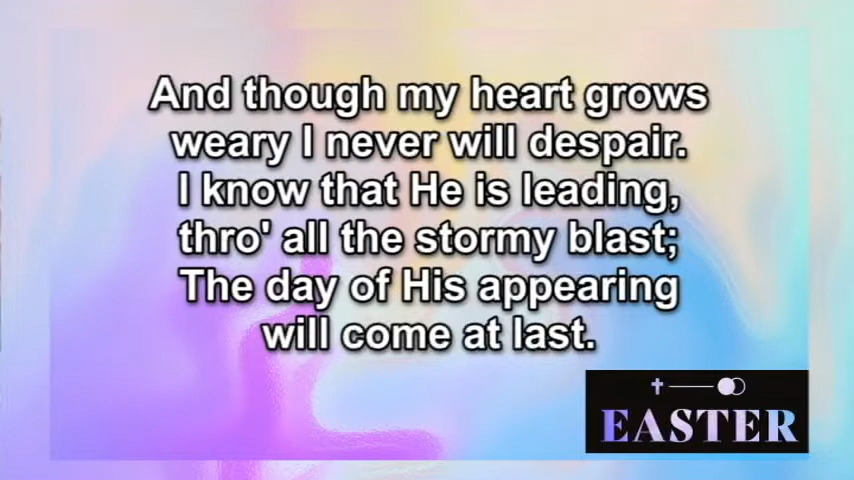 And though my heart grows
weary I never will despair.
I know that He is leading,
thro' all the stormy blast;
The day of His appearing
will come at last.
EASTER